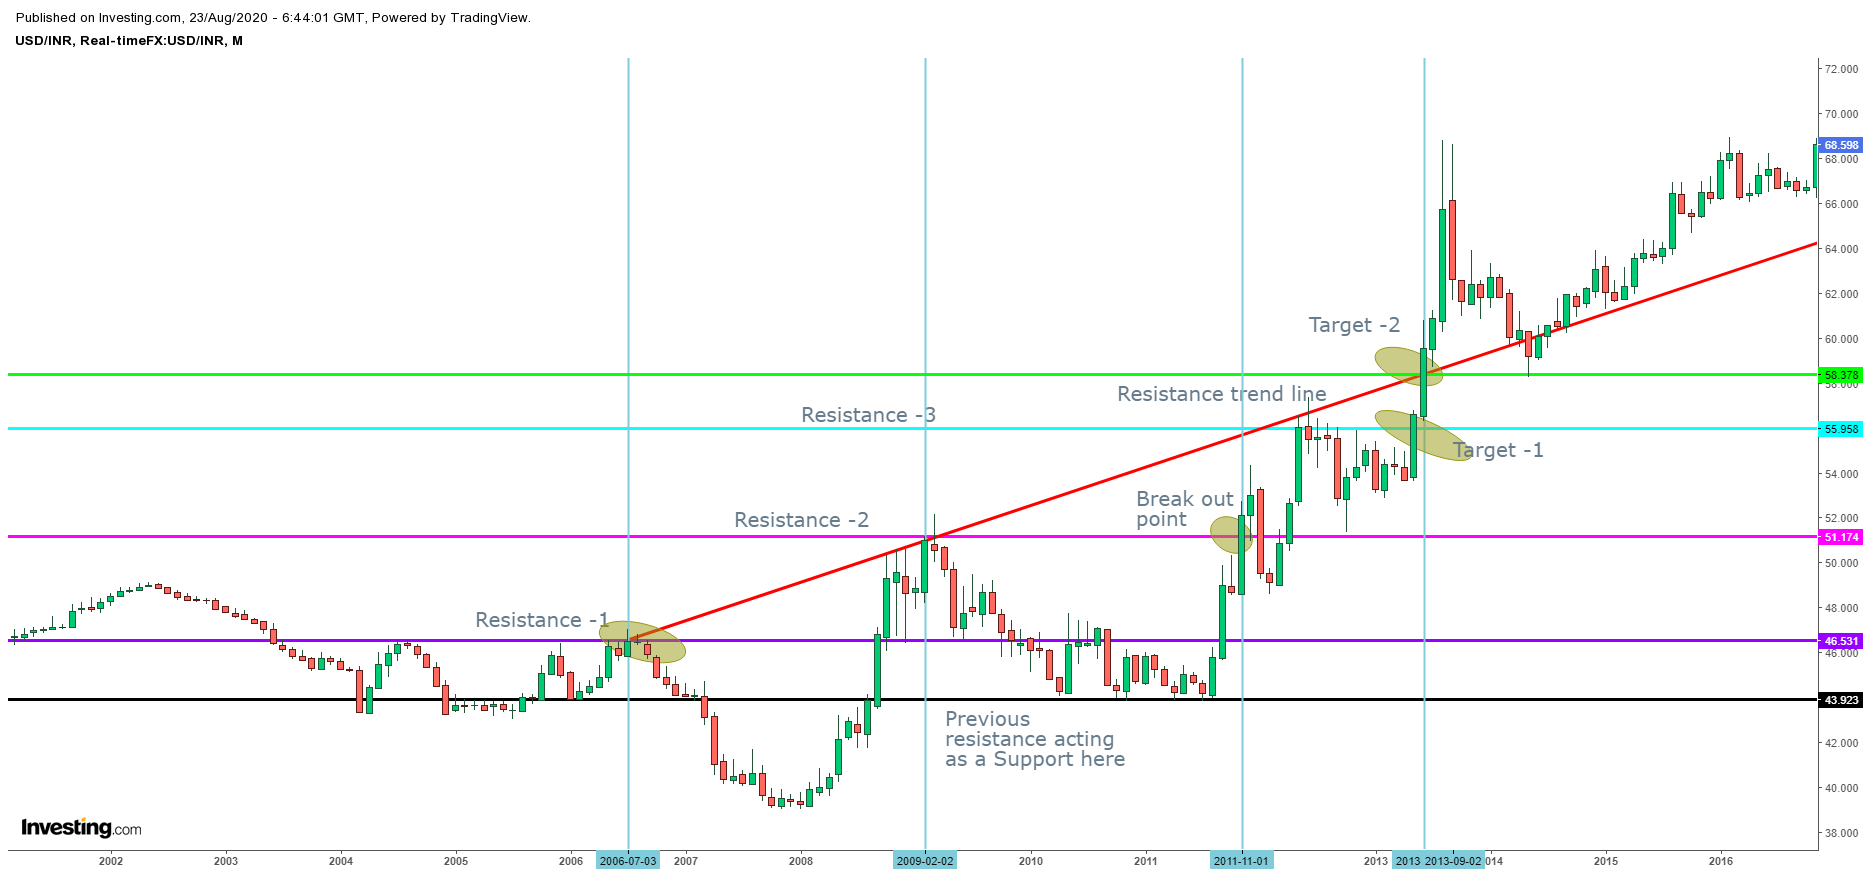 Published on Investing.com, 23/Aug/2020 - 6:44:01 GMT, Powered by TradingView.
USD/INR, Real-timeFX:USD/INR, M
72.000
70.000
68.598
68.000
66.000
64.000
62.000
Target -2
60.000
58.378
58.000
Resistance trend line
Resistance -3
55.958
Target -1
54.000
Break out
point
Resistance -2
52.000
51.174
50.000
48.000
Resistance -1
46.531
46.000
43.923
Previous
resistance acting
as a Support here
42.000
40.000
38.000
Investing.com
2002 2003 2004 2005 2006 2006-07-03 2007 2008 2009-02-02 2010 2011 2011-11-01 2013 2013 2013-09-02 014 2015 2016